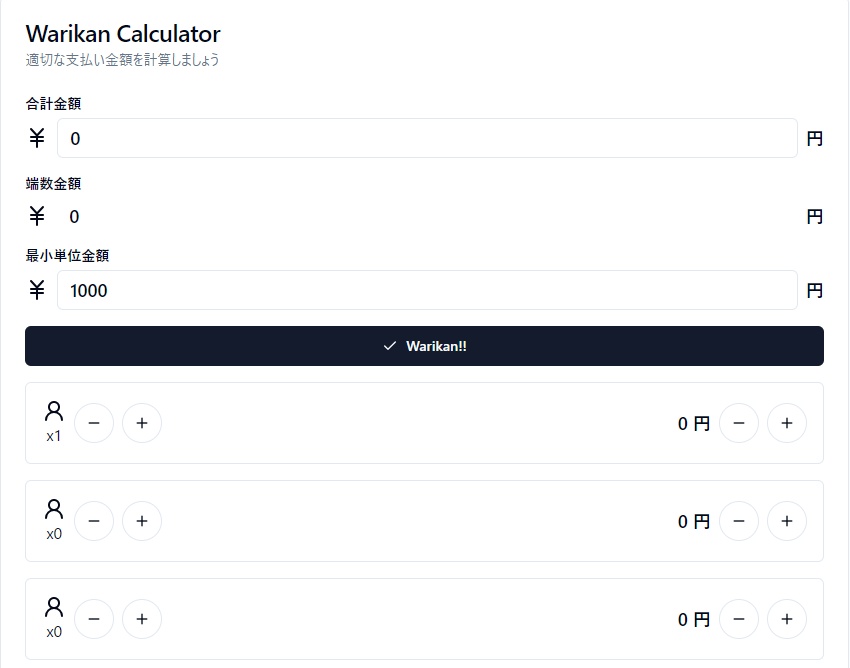 Warikan Calculator
適切な支払い金額を計算しましょう
合計金額
¥ 0 円
端数金額
¥ 0 円
最小単位金額
¥ 1000 円
Warikan!!
x1 − + 0 円 − +
x0 − + 0 円 − +
x0 − + 0 円 − +